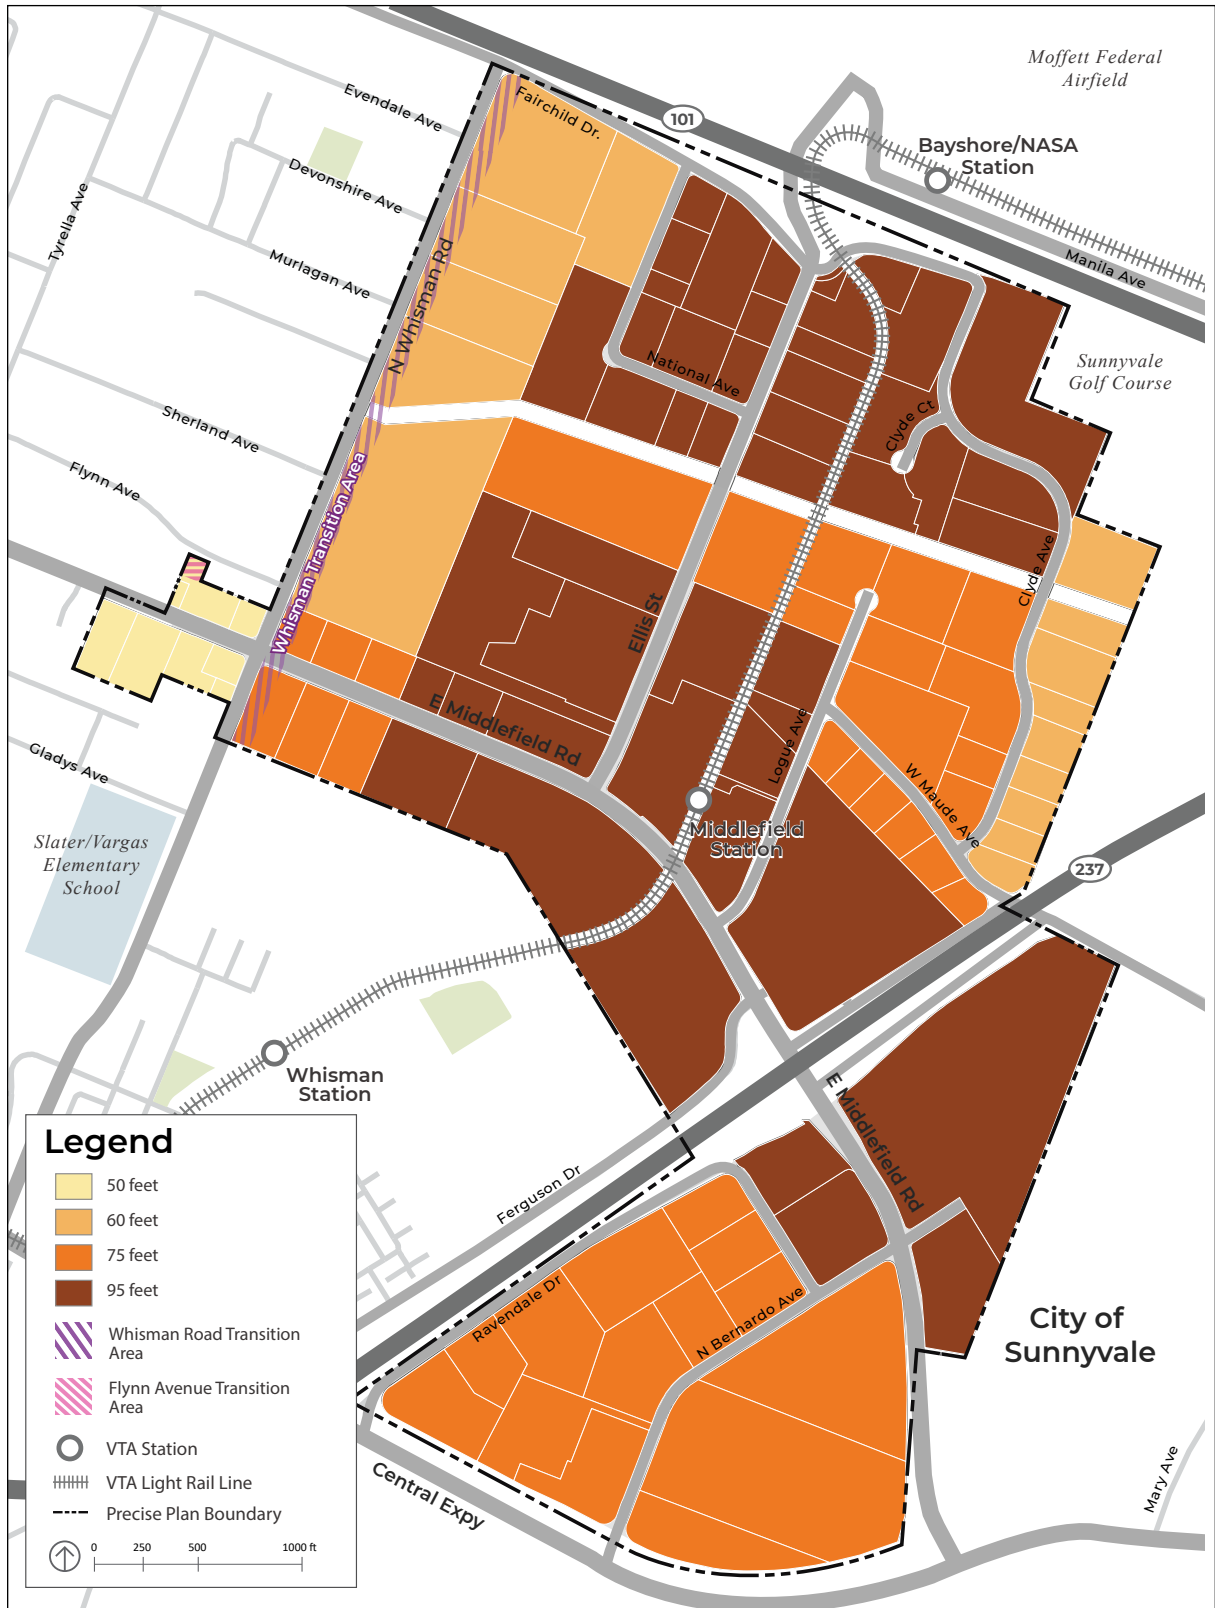 Moffett Federal
Airfield
101
Bayshore/NASA
Station
Evendale Ave
Fairchild Dr.
Devonshire Ave
Tyrella Ave
Murlagan Ave
N Whisman Rd
Manila Ave
Sunnyvale
Golf Course
National Ave
Clyde Ct
Sherland Ave
Flynn Ave
Whisman Transition Area
Clyde Ave
Ellis St
E Middlefield Rd
Logue Ave
W Maude Ave
Gladys Ave
Middlefield
Station
Slater/Vargas
Elementary
School
237
Whisman
Station
E Middlefield Rd
Ferguson Dr
Ravendale Dr
N Bernardo Ave
City of
Sunnyvale
Central Expy
Mary Ave
Legend
50 feet
60 feet
75 feet
95 feet
Whisman Road Transition
Area
Flynn Avenue Transition
Area
VTA Station
VTA Light Rail Line
Precise Plan Boundary
0 250 500 1000 ft